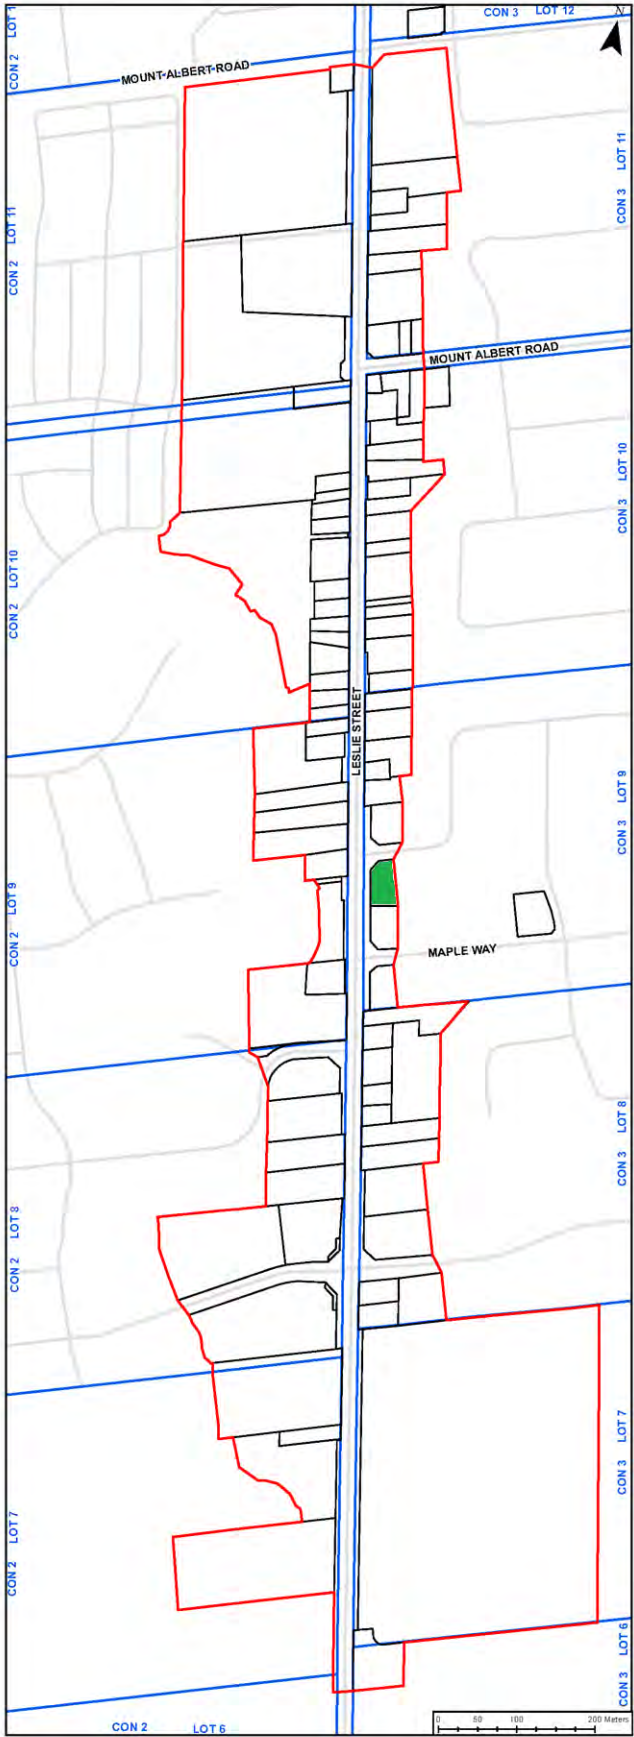 CON 3 LOT 12
N
CON 2 LOT 1
MOUNT ALBERT ROAD
CON 3 LOT 11
CON 2 LOT 11
MOUNT ALBERT ROAD
CON 3 LOT 10
CON 2 LOT 10
LESLIE STREET
CON 3 LOT 9
CON 2 LOT 9
MAPLE WAY
CON 3 LOT 8
CON 2 LOT 8
CON 3 LOT 7
CON 2 LOT 7
CON 3 LOT 6
CON 2 LOT 6
0 50 100 200 Meters